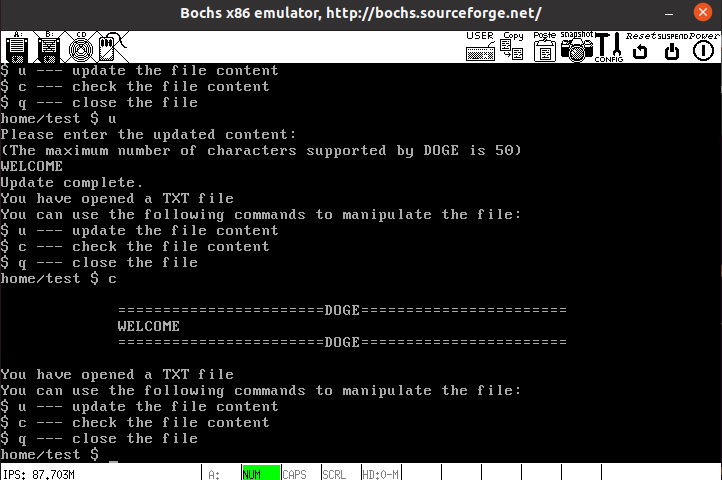 Bochs x86 emulator, http://bochs.sourceforge.net/
A: B: CD USER Copy Paste snapshot CONFIG Reset SUSPEND Power
$ u --- update the file content
$ c --- check the file content
$ q --- close the file
home/test $ u
Please enter the updated content:
(The maximum number of characters supported by DOGE is 50)
WELCOME
Update complete.
You have opened a TXT file
You can use the following commands to manipulate the file:
$ u --- update the file content
$ c --- check the file content
$ q --- close the file
home/test $ c
=======================DOGE=======================
WELCOME
=======================DOGE=======================
You have opened a TXT file
You can use the following commands to manipulate the file:
$ u --- update the file content
$ c --- check the file content
$ q --- close the file
home/test $ _
IPS: 87.703M A: NUM CAPS SCRL HD:0-M